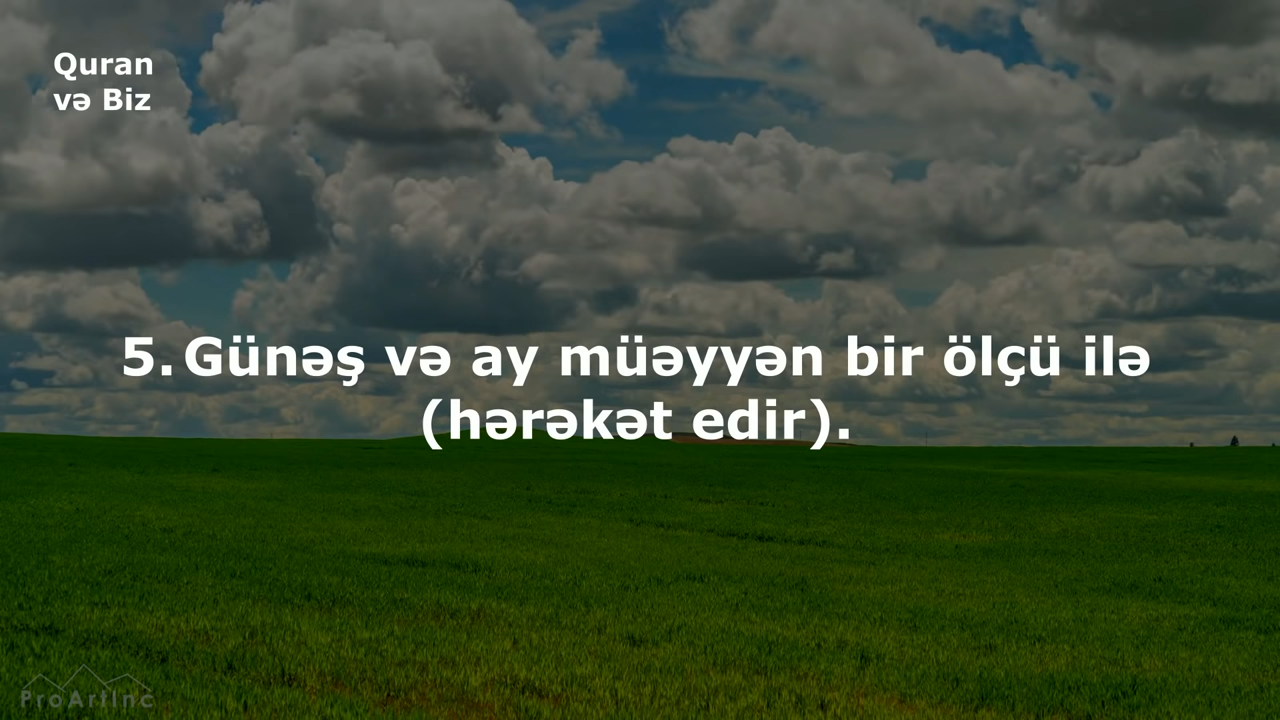 Quran
və Biz
5. Günəş və ay müəyyən bir ölçü ilə
(hərəkət edir).
ProArtInc